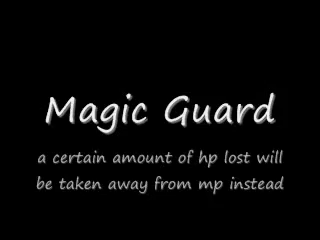 Magic Guard
a certain amount of hp lost will
be taken away from mp instead